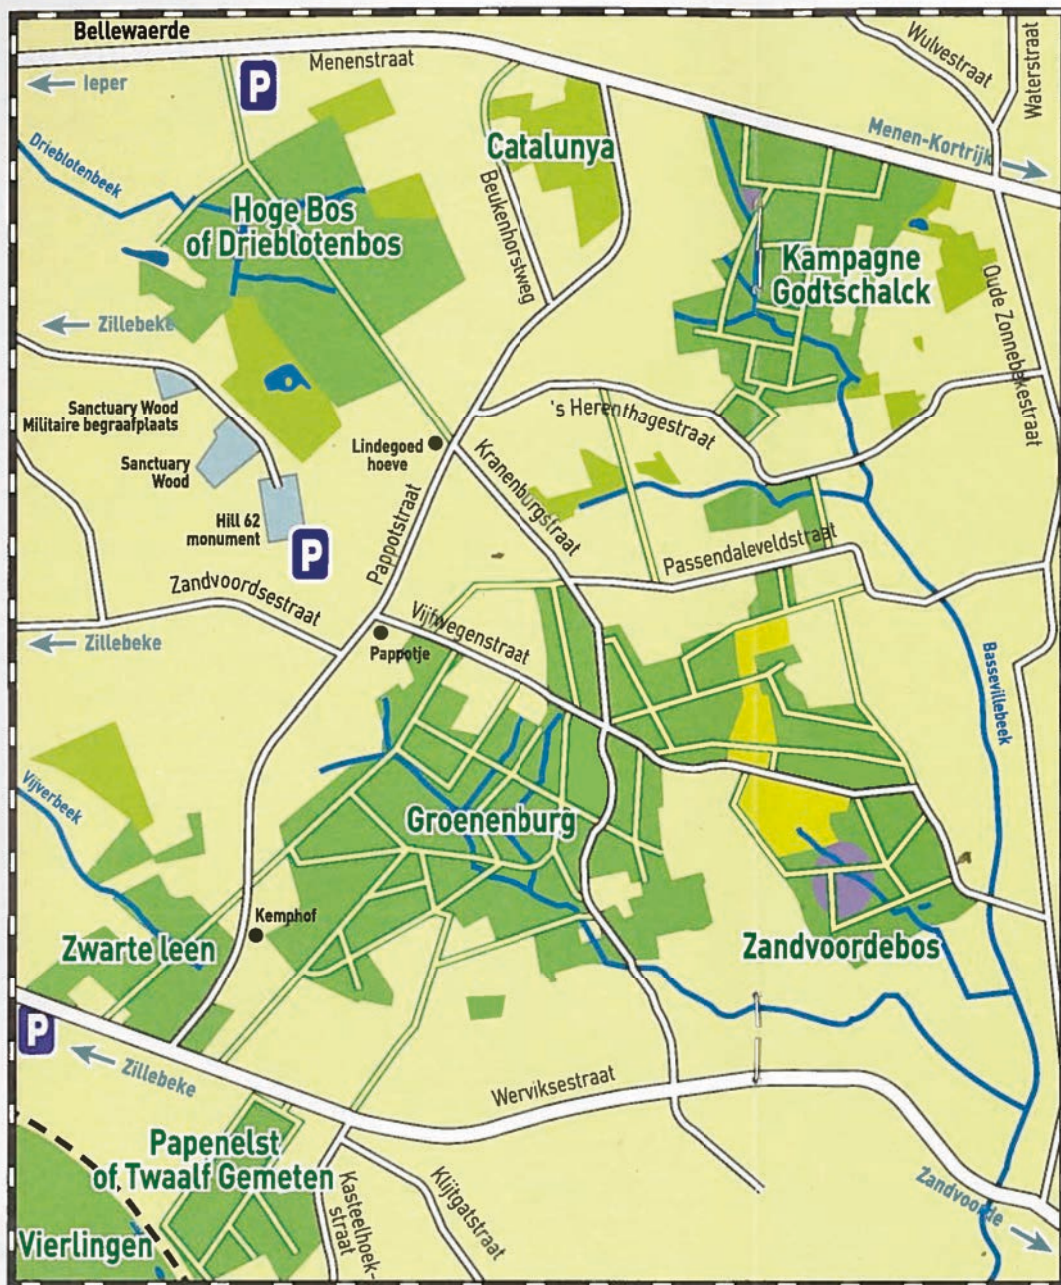 Bellewaerde
Menenstraat
Wulvestraat
Waterstraat
Ieper
P
Catalunya
Menen-Kortrijk
Drieblotenbeek
Hoge Bos
of Drieblotenbos
Beukenhorstweg
Kampagne
Godtschalck
Oude Zonnebekestraat
Zillebeke
Sanctuary Wood
Militaire begraafplaats
's Herenthagestraat
Lindegoed
hoeve
Kranenburgstraat
Sanctuary
Wood
Hill 62
monument
P
Pappotstraat
Passendaleveldstraat
Zandvoordsestraat
Vijfwegenstraat
Zillebeke
Pappotje
Bassevillebeek
Vijverbeek
Groenenburg
Kemphof
Zwarte leen
Zandvoordebos
P
Zillebeke
Werviksestraat
Papenelst
of Twaalf Gemeten
Kasteelhoek-
straat
Klijtgatstraat
Zandvoorde
Vierlingen